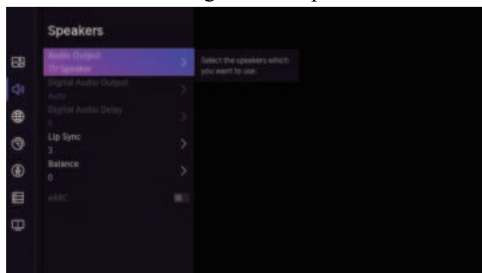 Speakers
Audio Output
TV Speaker
Select the speakers which
you want to use.
Digital Audio Output
Auto
Digital Audio Delay
0
Lip Sync
3
Balance
0
eARC